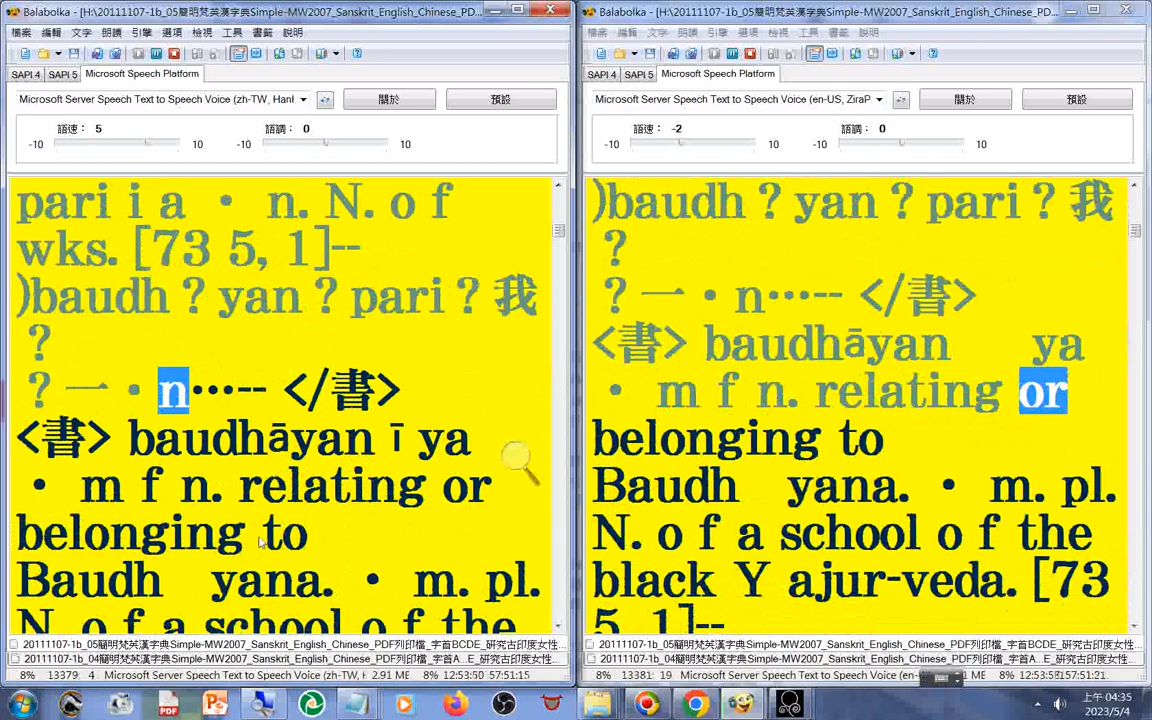 Balabolka - [H:\20111107-1b_05簡明梵英漢字典Simple-MW2007_Sanskrit_English_Chinese_PD...
檔案 編輯 文字 朗讀 引擎 選項 檢視 工具 書籤 說明
SAPI 4 SAPI 5 Microsoft Speech Platform
Microsoft Server Speech Text to Speech Voice (zh-TW, HanI 關於 預設
語速： 5 語調： 0
-10 10 -10 10
pari i a • n. N. o f
wks. [73 5, 1]--
)baudh ? yan ? pari ? 我
?
? 一 • n…-- </書>
<書> baudhāyan ī ya
• m f n. relating or
belonging to
Baudh yana. • m. pl.
N. o f a school o f the
20111107-1b_05簡明梵英漢字典Simple-MW2007_Sanskrit_English_Chinese_PDF列印檔_字首BCDE_研究古印度女性...
20111107-1b_04簡明梵英漢字典Simple-MW2007_Sanskrit_English_Chinese_PDF列印檔_字首A...E_研究古印度女性...
8% 13379: 4 Microsoft Server Speech Text to Speech Voice (zh-TW, I 2.91 ME 8% 12:53:50 57:51:15
Balabolka - [H:\20111107-1b_05簡明梵英漢字典Simple-MW2007_Sanskrit_English_Chinese_PD...
檔案 編輯 文字 朗讀 引擎 選項 檢視 工具 書籤 說明
SAPI 4 SAPI 5 Microsoft Speech Platform
Microsoft Server Speech Text to Speech Voice (en-US, ZiraP 關於 預設
語速： -2 語調： 0
-10 10 -10 10
)baudh ? yan ? pari ? 我
?
? 一 • n…-- </書>
<書> baudhāyan ya
• m f n. relating or
belonging to
Baudh yana. • m. pl.
N. o f a school o f the
black Y ajur-veda. [73
5, 1]--
20111107-1b_05簡明梵英漢字典Simple-MW2007_Sanskrit_English_Chinese_PDF列印檔_字首BCDE_研究古印度女性...
20111107-1b_04簡明梵英漢字典Simple-MW2007_Sanskrit_English_Chinese_PDF列印檔_字首A...E_研究古印度女性...
8% 13381: 19 Microsoft Server Speech Text to Speech Voice (en-US, ME 8% 12:53:5 57:51:21
上午 04:35
2023/5/4